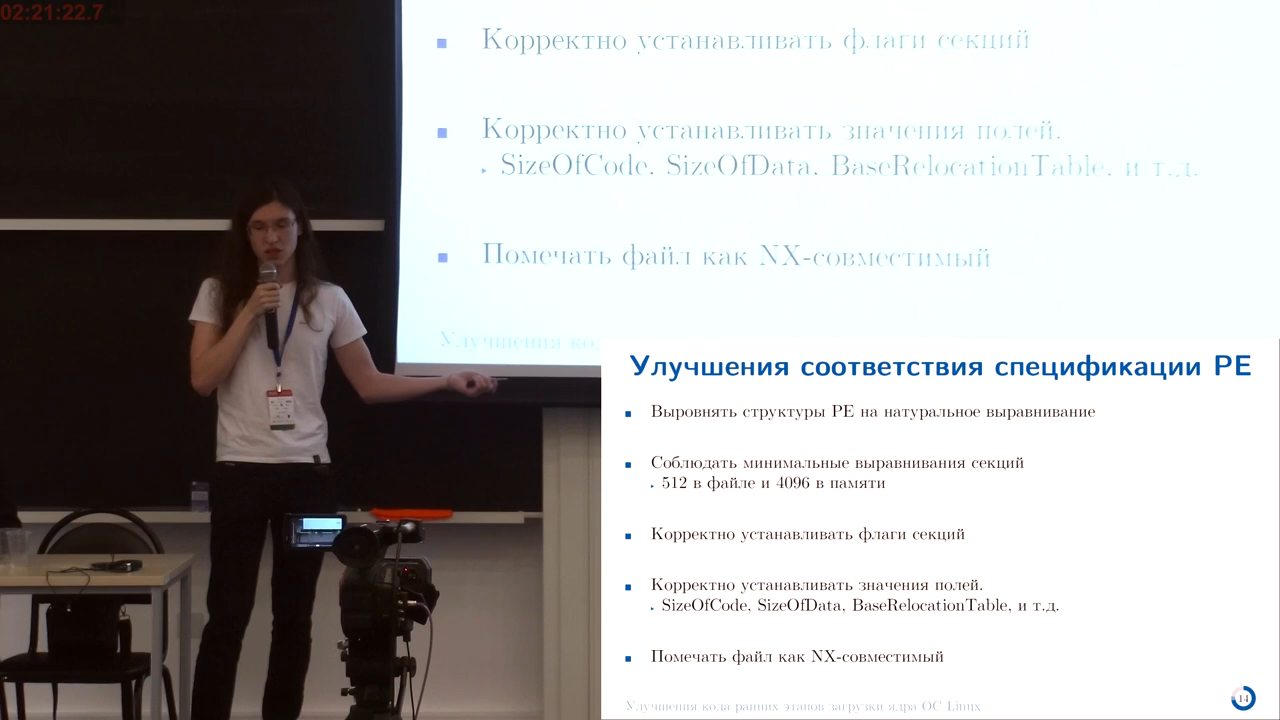 02:21:22.7
Корректно устанавливать флаги секций
Корректно устанавливать значения полей.
SizeOfCode, SizeOfData, BaseRelocationTable, и т.д.
Помечать файл как NX-совместимый
Улучшения ко
Улучшения соответствия спецификации PE
Выровнять структуры PE на натуральное выравнивание
Соблюдать минимальные выравнивания секций
512 в файле и 4096 в памяти
Корректно устанавливать флаги секций
Корректно устанавливать значения полей.
SizeOfCode, SizeOfData, BaseRelocationTable, и т.д.
Помечать файл как NX-совместимый
Улучшения кода ранних этапов загрузки ядра ОС Linux
14